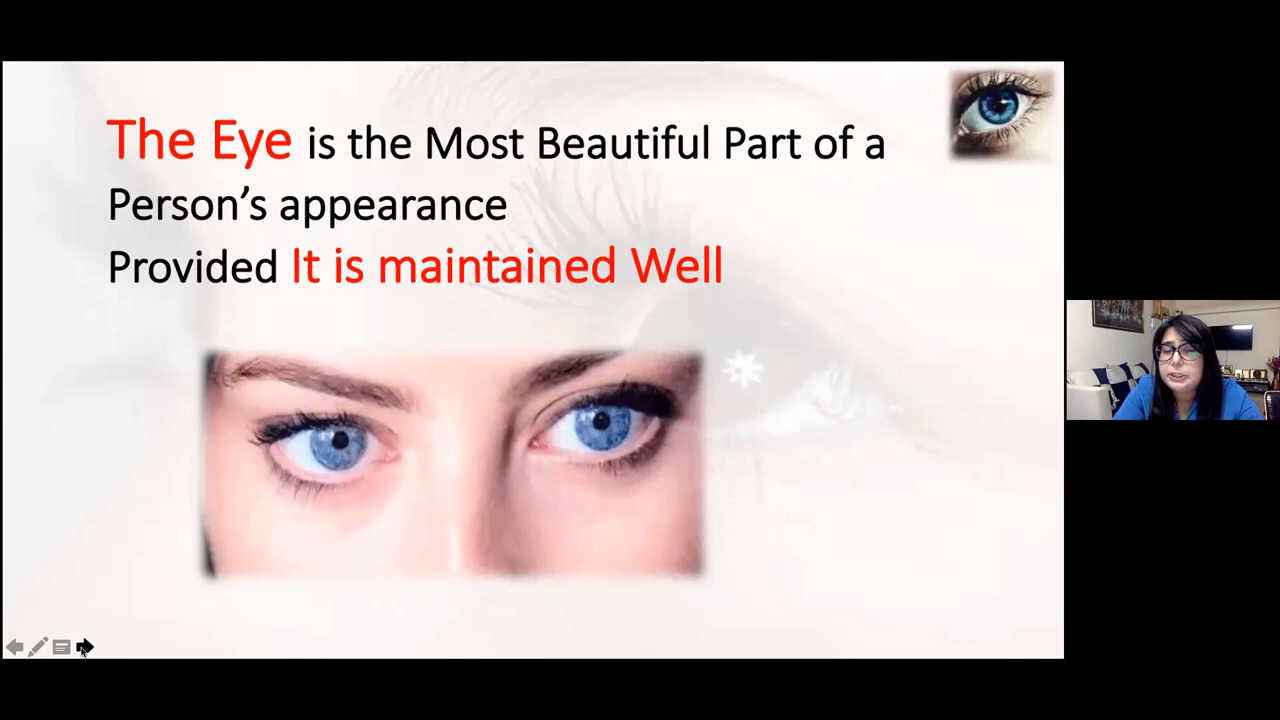 The Eye is the Most Beautiful Part of a
Person’s appearance
Provided It is maintained Well